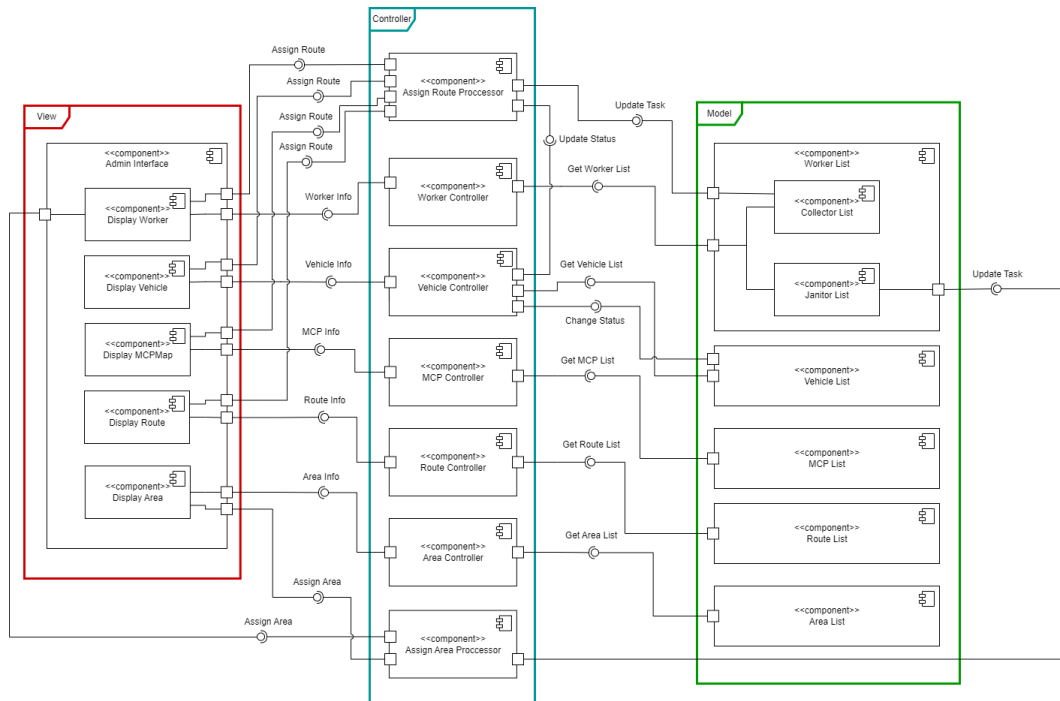 Controller
Assign Route
<<component>>
Assign Route Proccessor
Assign Route
Update Task
View
Assign Route
Model
Update Status
Assign Route
<<component>>
Admin Interface
<<component>>
Worker List
Get Worker List
<<component>>
Worker Controller
Worker Info
<<component>>
Display Worker
<<component>>
Collector List
Vehicle Info
Get Vehicle List
<<component>>
Vehicle Controller
<<component>>
Display Vehicle
<<component>>
Janitor List
Update Task
Change Status
MCP Info
<<component>>
Display MCPMap
Get MCP List
<<component>>
MCP Controller
<<component>>
Vehicle List
Route Info
<<component>>
Display Route
Get Route List
<<component>>
Route Controller
<<component>>
MCP List
Area Info
<<component>>
Display Area
Get Area List
<<component>>
Area Controller
<<component>>
Route List
Assign Area
<<component>>
Area List
Assign Area
<<component>>
Assign Area Proccessor